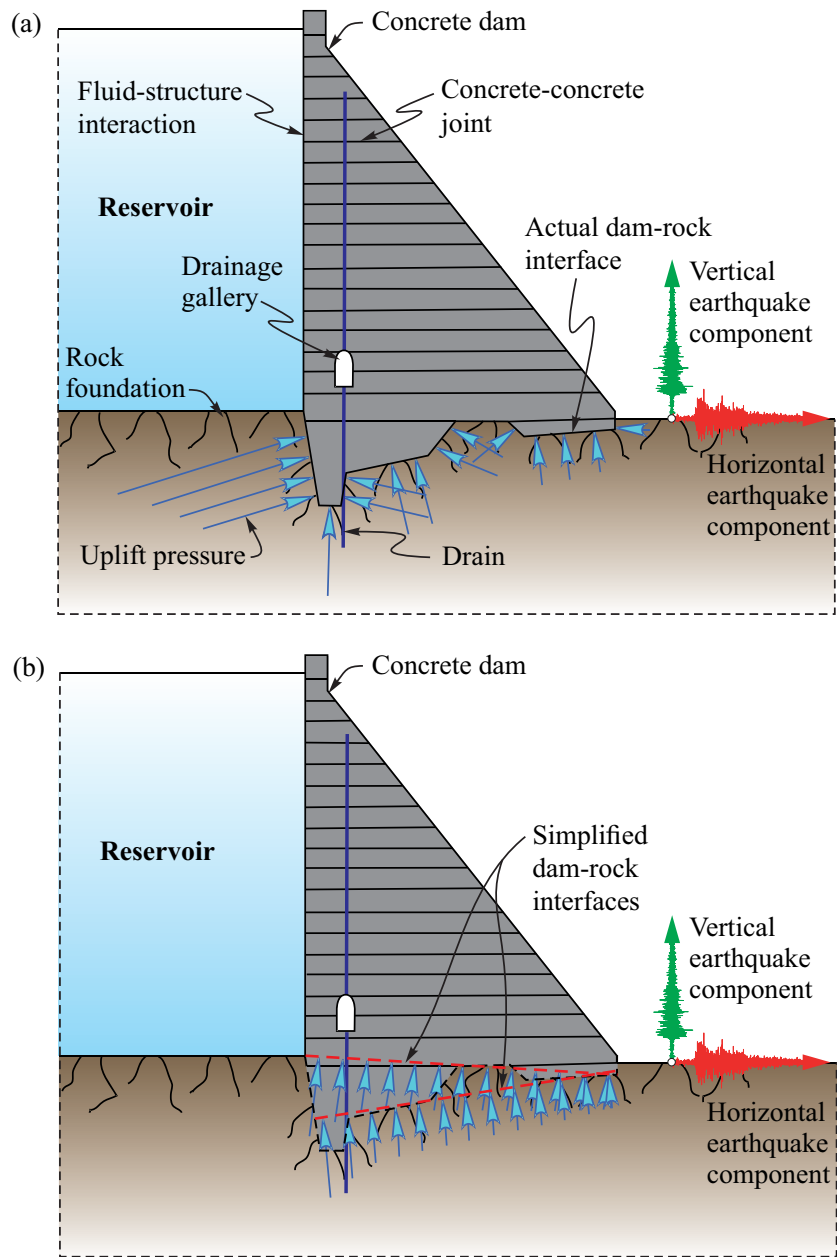 (a)
Concrete dam
Fluid-structure
interaction
Concrete-concrete
joint
Reservoir
Actual dam-rock
interface
Drainage
gallery
Vertical
earthquake
component
Rock
foundation
Horizontal
earthquake
component
Uplift pressure
Drain
(b)
Concrete dam
Reservoir
Simplified
dam-rock
interfaces
Vertical
earthquake
component
Horizontal
earthquake
component